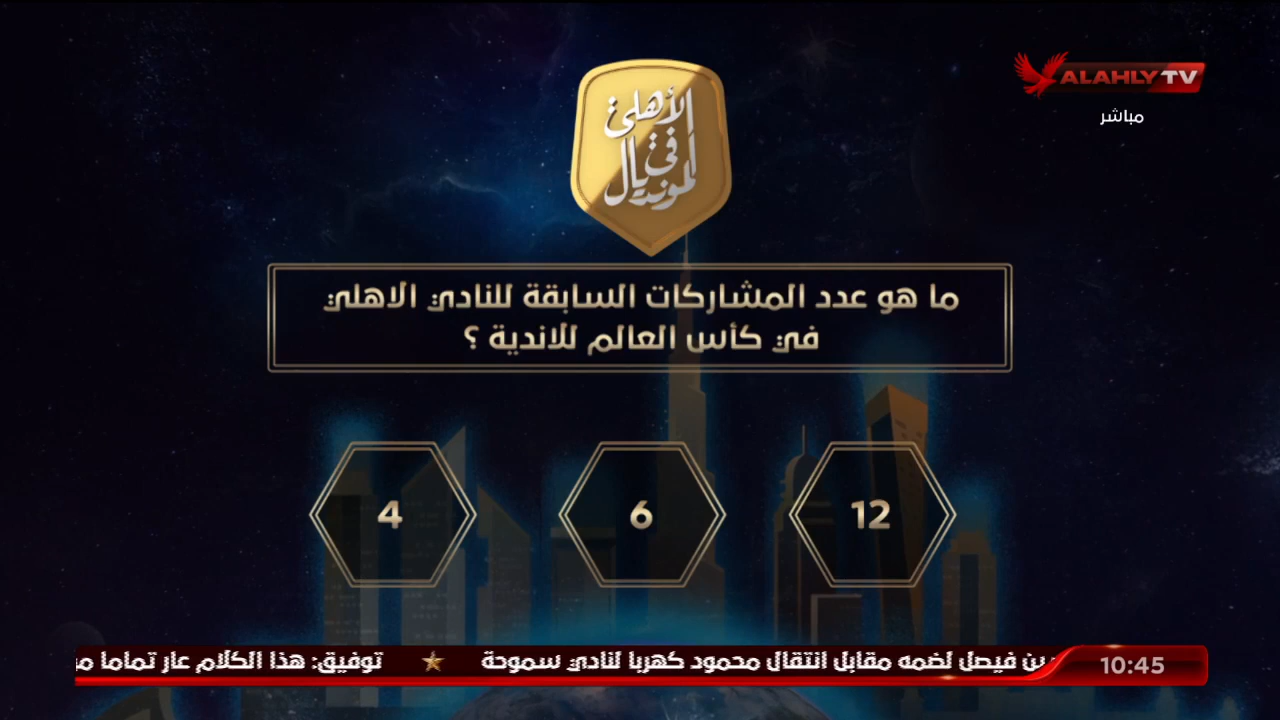 ALAHLY TV
مباشر
الأهلي
في
المونديال
ما هو عدد المشاركات السابقة للنادي الاهلي
في كأس العالم للاندية ؟
4
6
12
فيصل لضمه مقابل انتقال محمود كهربا لنادي سموحة ★ توفيق: هذا الكلام عار تماما
10:45